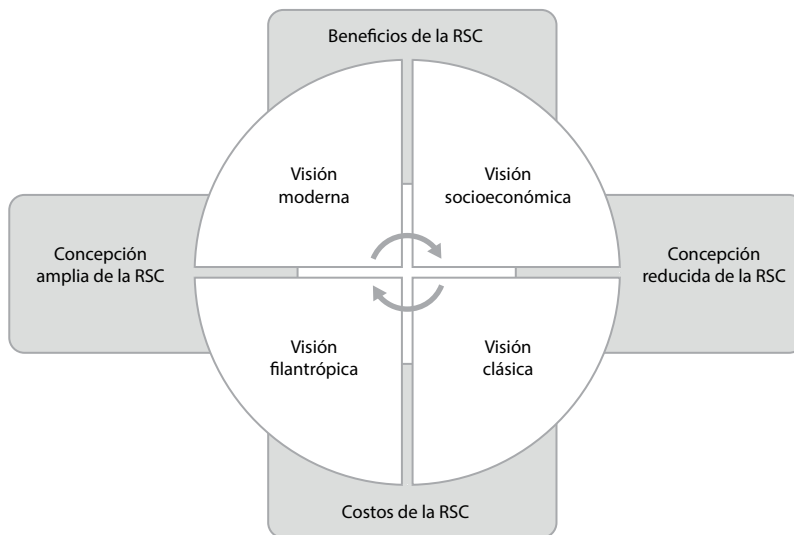 Beneficios de la RSC
Visión
moderna
Visión
socioeconómica
Concepción
amplia de la RSC
Concepción
reducida de la RSC
Visión
filantrópica
Visión
clásica
Costos de la RSC